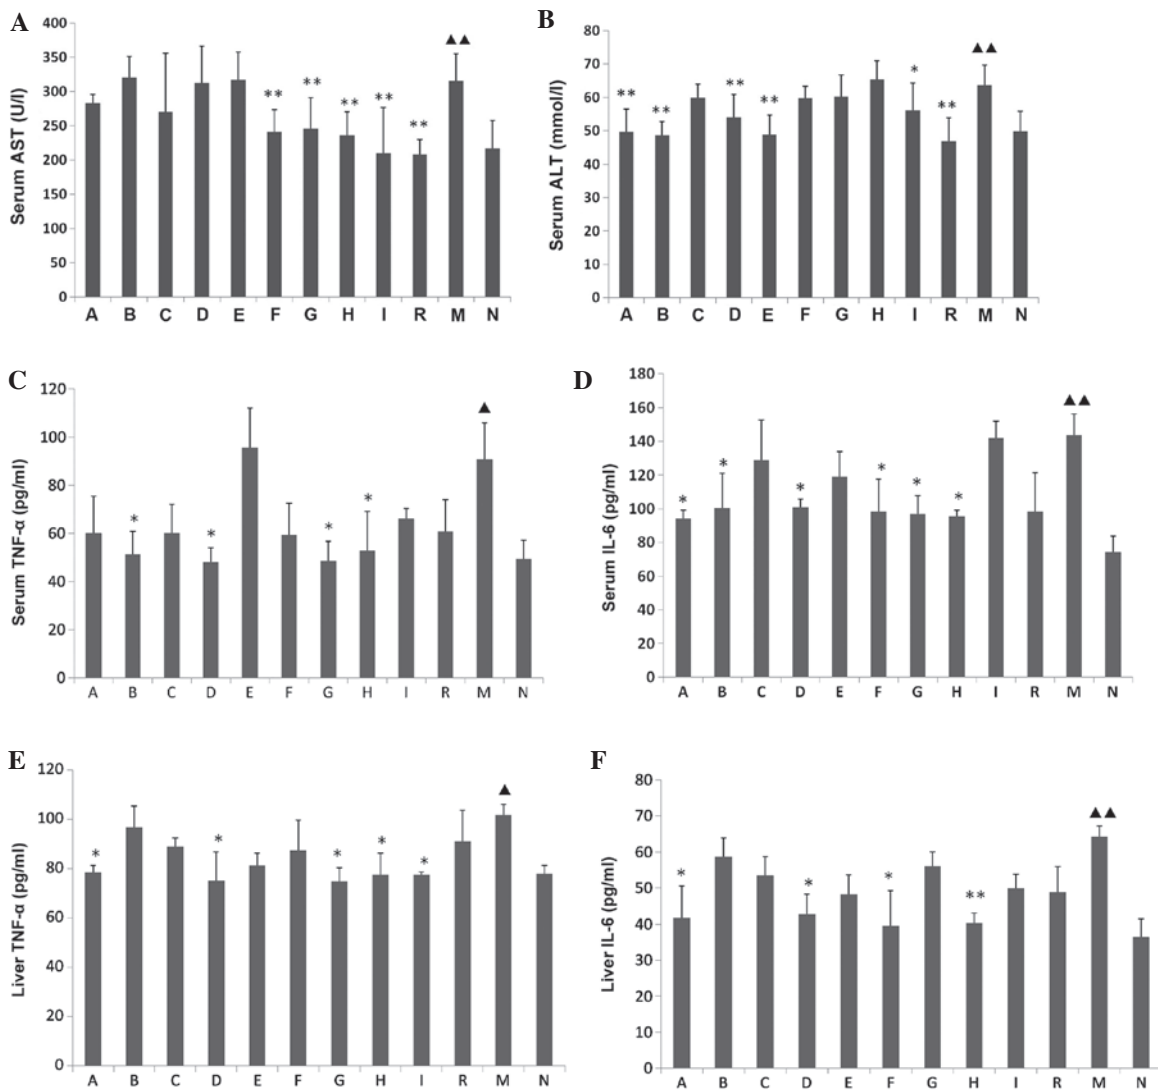 A
Serum AST (U/l)
400
350
300
250
200
150
100
50
0
** ** ** ** ** ▲▲
A B C D E F G H I R M N
B
Serum ALT (mmol/l)
80
70
60
50
40
30
20
10
0
** ** ** ** * ** ▲▲
A B C D E F G H I R M N
C
Serum TNF-α (pg/ml)
120
100
80
60
40
20
0
* * * * ▲
A B C D E F G H I R M N
D
Serum IL-6 (pg/ml)
180
160
140
120
100
80
60
40
20
0
* * * * * * ▲▲
A B C D E F G H I R M N
E
Liver TNF-α (pg/ml)
120
100
80
60
40
20
0
* * * * * ▲
A B C D E F G H I R M N
F
Liver IL-6 (pg/ml)
80
70
60
50
40
30
20
10
0
* * * ** ▲▲
A B C D E F G H I R M N